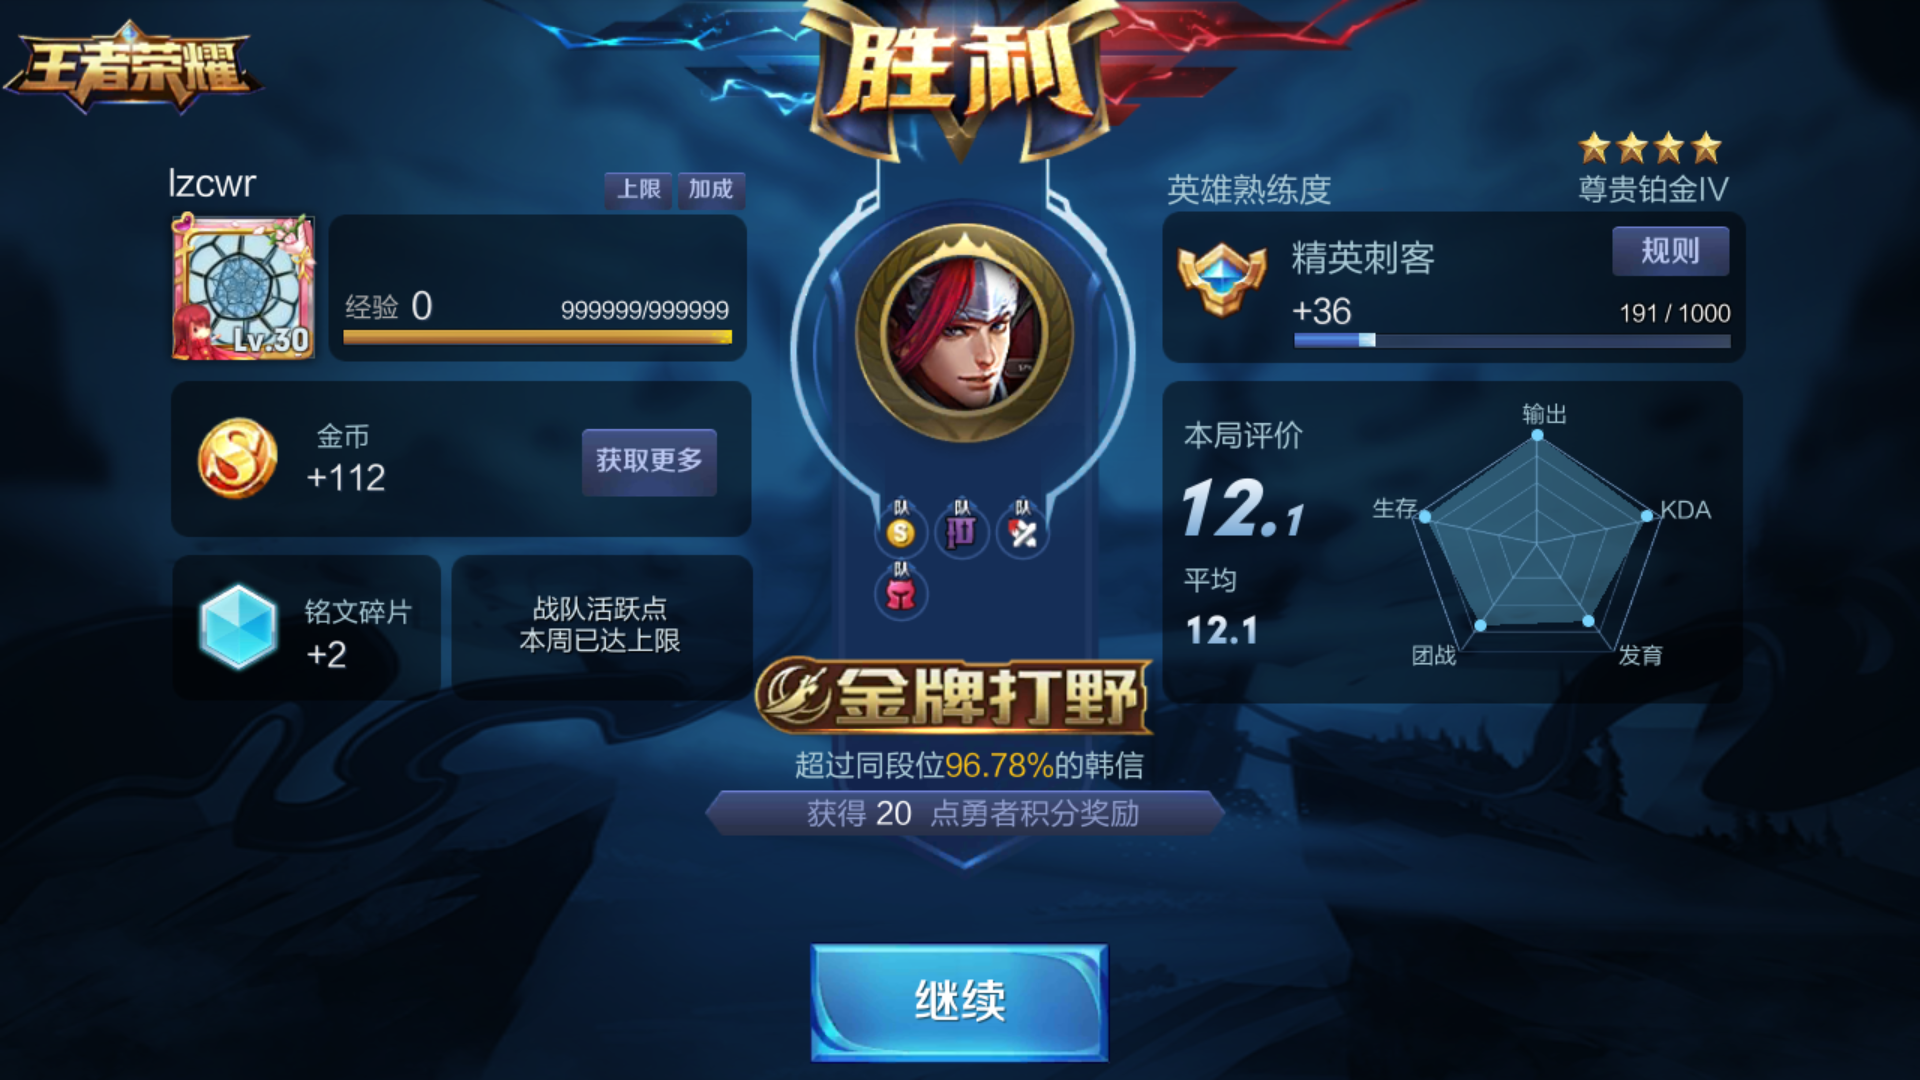 王者荣耀
胜利
lzcwr
上限
加成
Lv.30
经验 0
999999/999999
金币
+112
获取更多
铭文碎片
+2
战队活跃点
本周已达上限
队
队
队
队
金牌打野
超过同段位96.78%的韩信
获得 20 点勇者积分奖励
继续
英雄熟练度
尊贵铂金IV
精英刺客
规则
+36
191 / 1000
本局评价
12.1
平均
12.1
输出
生存
KDA
团战
发育